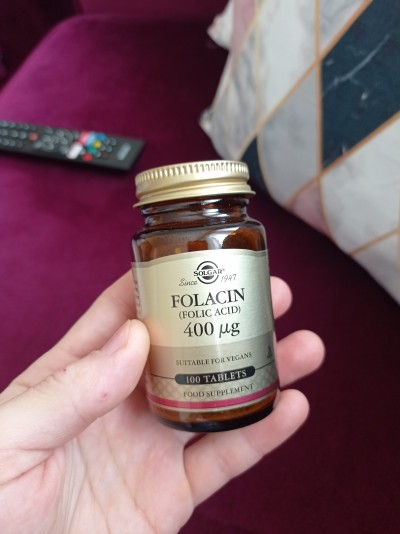 SOLGAR®
Since 1947
FOLACIN
(FOLIC ACID)
400 µg
SUITABLE FOR VEGANS
100 TABLETS
FOOD SUPPLEMENT